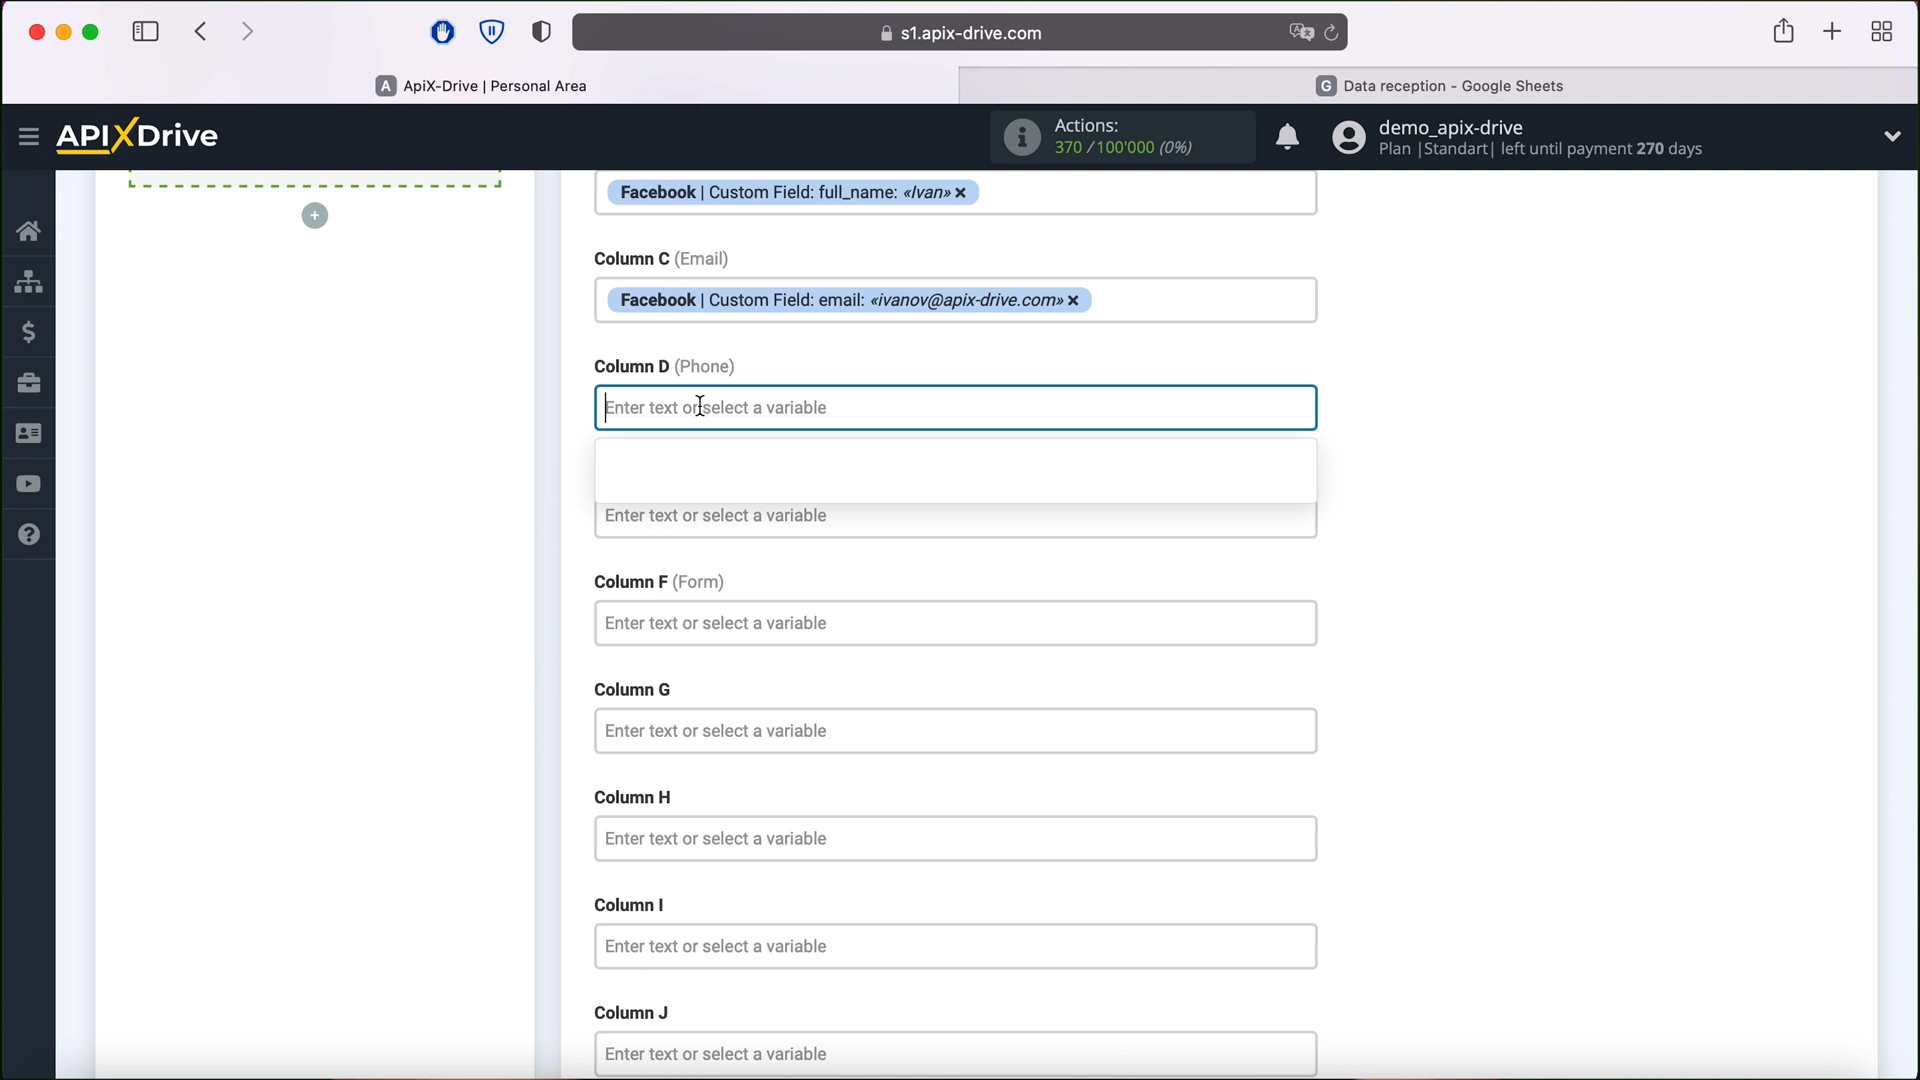 s1.apix-drive.com
A ApiX-Drive | Personal Area
G Data reception - Google Sheets
APIXDrive
Actions:
370 / 100'000 (0%)
demo_apix-drive
Plan |Standart| left until payment 270 days
Facebook | Custom Field: full_name: «Ivan» ×
Column C (Email)
Facebook | Custom Field: email: «ivanov@apix-drive.com» ×
Column D (Phone)
Enter text or select a variable
Enter text or select a variable
Column F (Form)
Enter text or select a variable
Column G
Enter text or select a variable
Column H
Enter text or select a variable
Column I
Enter text or select a variable
Column J
Enter text or select a variable